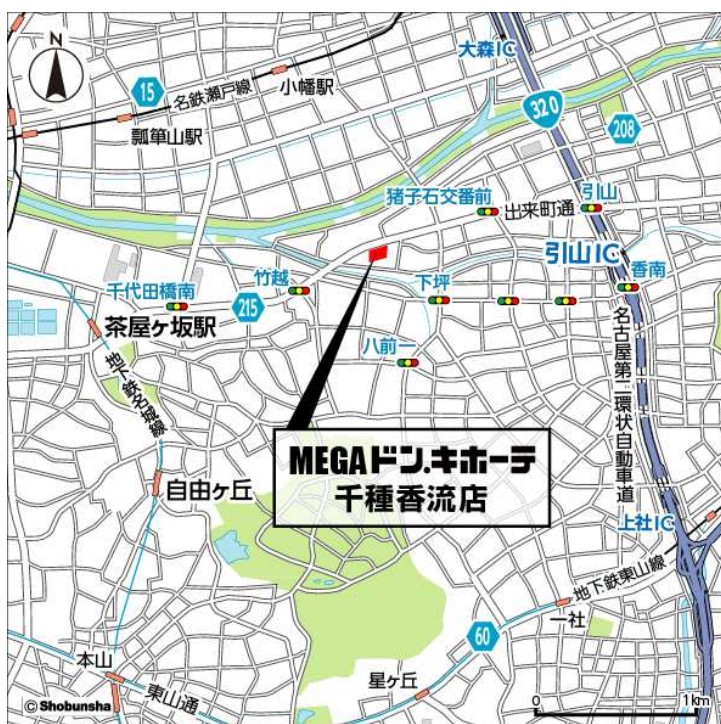 N
大森IC
15
名鉄瀬戸線
小幡駅
320
瓢箪山駅
208
猪子石交番前
出来町通
引山
引山IC
千代田橋南
竹越
下坪
香南
215
茶屋ヶ坂駅
地下鉄名城線
八前一
名古屋第二環状自動車道
MEGAドン.キホーテ
千種香流店
自由ヶ丘
上社IC
地下鉄東山線
一社
60
本山
東山通
星ヶ丘
© Shobunsha
0 1km